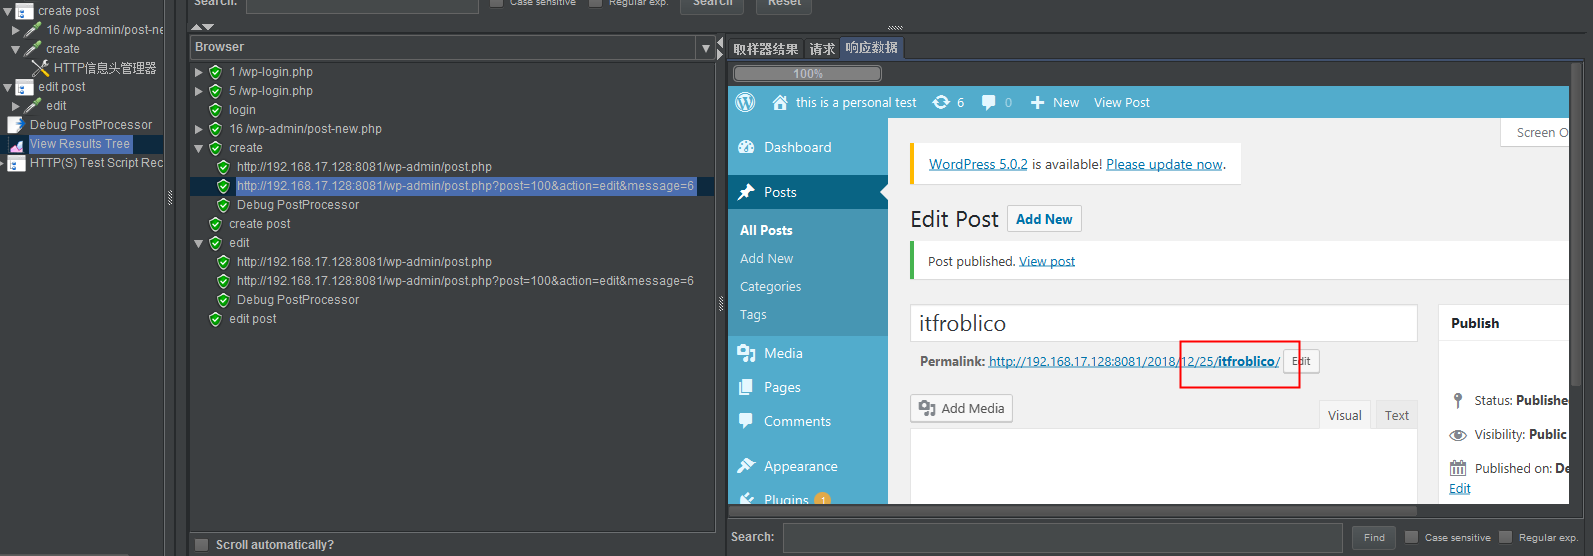 create post
16 /wp-admin/post-ne
create
HTTP信息头管理器
edit post
edit
Debug PostProcessor
View Results Tree
HTTP(S) Test Script Rec
Search:
Case sensitive
Regular exp.
Search
Reset
Browser
1 /wp-login.php
5 /wp-login.php
login
16 /wp-admin/post-new.php
create
http://192.168.17.128:8081/wp-admin/post.php
http://192.168.17.128:8081/wp-admin/post.php?post=100&action=edit&message=6
Debug PostProcessor
create post
edit
http://192.168.17.128:8081/wp-admin/post.php
http://192.168.17.128:8081/wp-admin/post.php?post=100&action=edit&message=6
Debug PostProcessor
edit post
Scroll automatically?
取样器结果 请求 响应数据
100%
this is a personal test 6 0 New View Post
Dashboard
Posts
All Posts
Add New
Categories
Tags
Media
Pages
Comments
Appearance
Plugins 1
Screen O
WordPress 5.0.2 is available! Please update now.
Edit Post Add New
Post published. View post
itfroblico
Permalink: http://192.168.17.128:8081/2018/12/25/itfroblico/ Edit
Add Media
Visual Text
Publish
Status: Publishe
Visibility: Public
Published on: De
Edit
Search:
Find
Case sensitive
Regular exp.